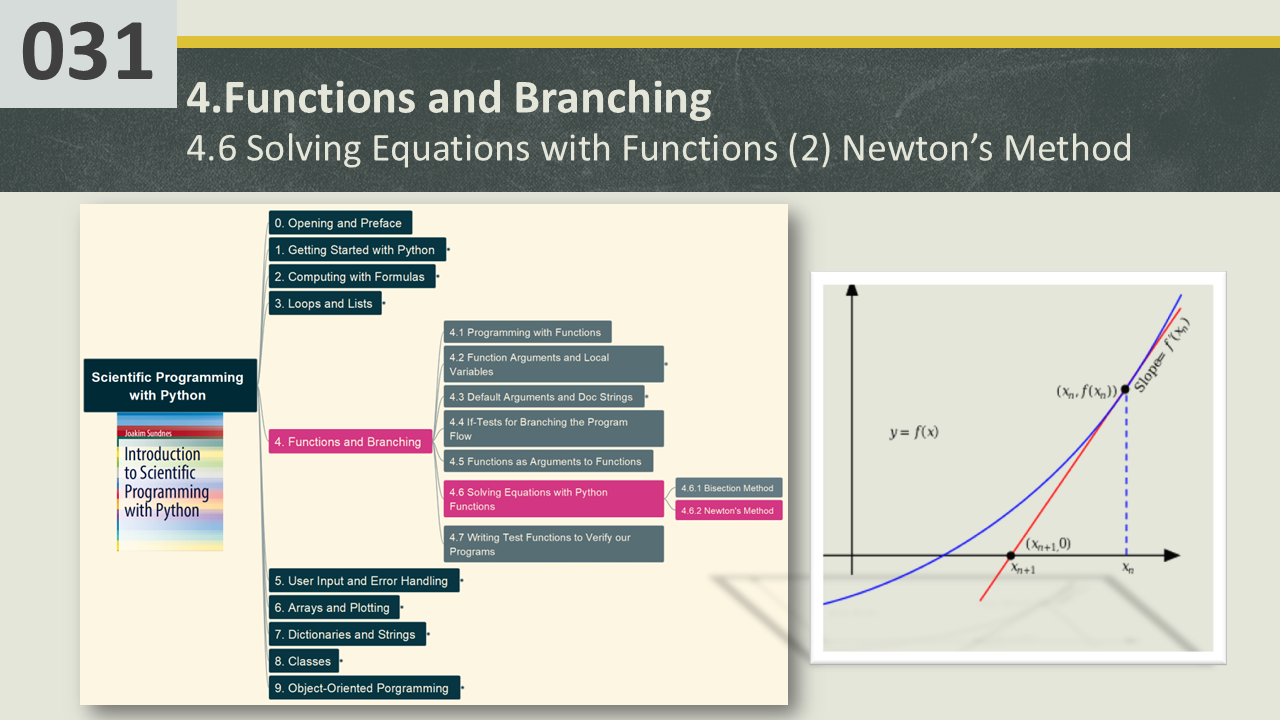 031
4.Functions and Branching
4.6 Solving Equations with Functions (2) Newton’s Method
0. Opening and Preface
1. Getting Started with Python
2. Computing with Formulas
3. Loops and Lists
Scientific Programming
with Python
Joakim Sundnes
Introduction
to Scientific
Programming
with Python
4. Functions and Branching
4.1 Programming with Functions
4.2 Function Arguments and Local
Variables
4.3 Default Arguments and Doc Strings
4.4 If-Tests for Branching the Program
Flow
4.5 Functions as Arguments to Functions
4.6 Solving Equations with Python
Functions
4.6.1 Bisection Method
4.6.2 Newton's Method
4.7 Writing Test Functions to Verify our
Programs
5. User Input and Error Handling
6. Arrays and Plotting
7. Dictionaries and Strings
8. Classes
9. Object-Oriented Porgramming
y = f(x)
(xₙ, f(xₙ))
Slope= f′(xₙ)
(xₙ₊₁,0)
xₙ₊₁
xₙ